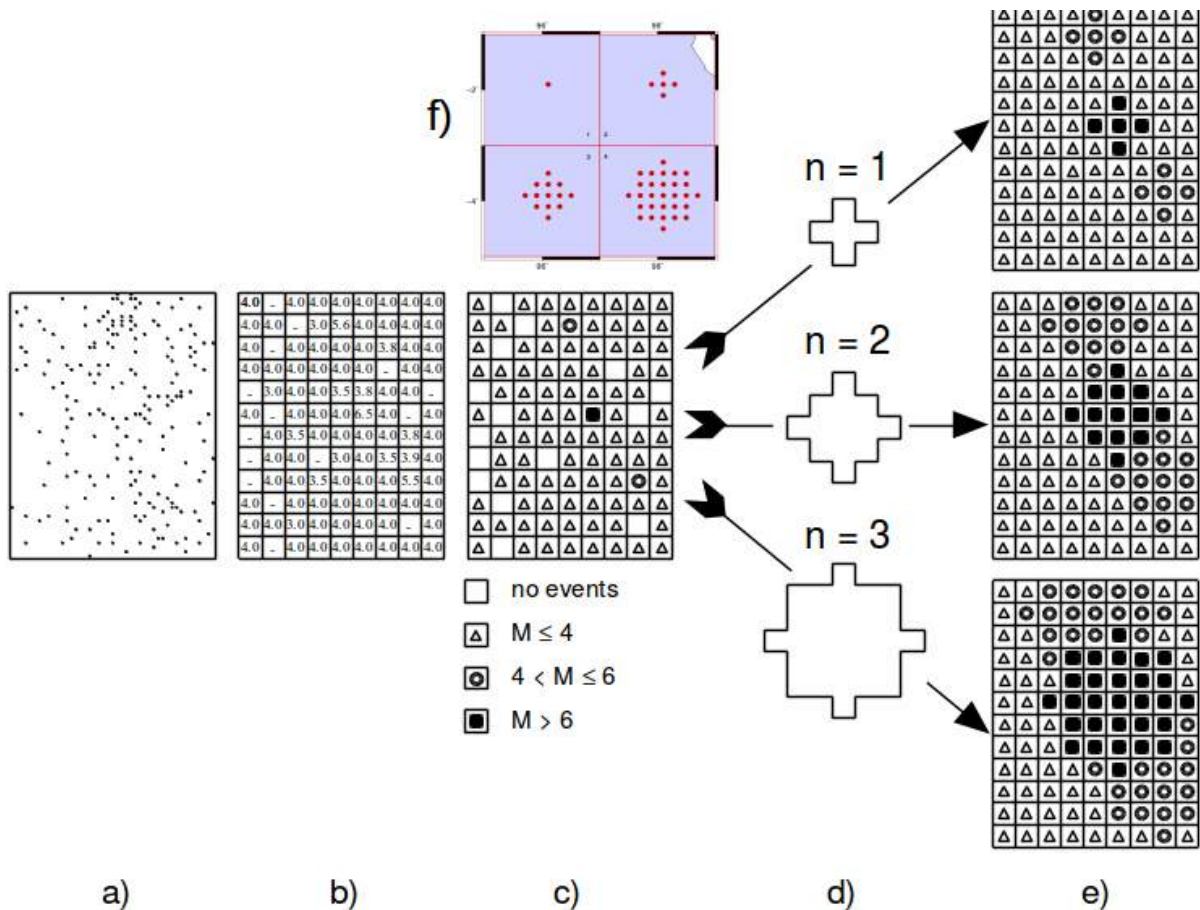 f)
96˚ 98˚
-2˚
1 2
3 4
-4˚
96˚ 98˚
n = 1
4.0 - 4.0 4.0 4.0 4.0 4.0 4.0 4.0
4.0 4.0 - 3.0 5.6 4.0 4.0 4.0 4.0
4.0 - 4.0 4.0 4.0 4.0 3.8 4.0 4.0
4.0 4.0 4.0 4.0 4.0 4.0 - 4.0 4.0
- 3.0 4.0 4.0 3.5 3.8 4.0 4.0 -
4.0 - 4.0 4.0 4.0 6.5 4.0 - 4.0
- 4.0 3.5 4.0 4.0 4.0 4.0 3.8 4.0
- 4.0 4.0 - 3.0 4.0 3.5 3.9 4.0
- 4.0 3.5 4.0 4.0 4.0 4.0 5.5 4.0
4.0 - 4.0 4.0 4.0 4.0 4.0 4.0 4.0
4.0 4.0 3.0 4.0 4.0 4.0 4.0 - 4.0
4.0 - 4.0 4.0 4.0 4.0 4.0 4.0 4.0
n = 2
n = 3
no events
M ≤ 4
4 < M ≤ 6
M > 6
a) b) c) d) e)